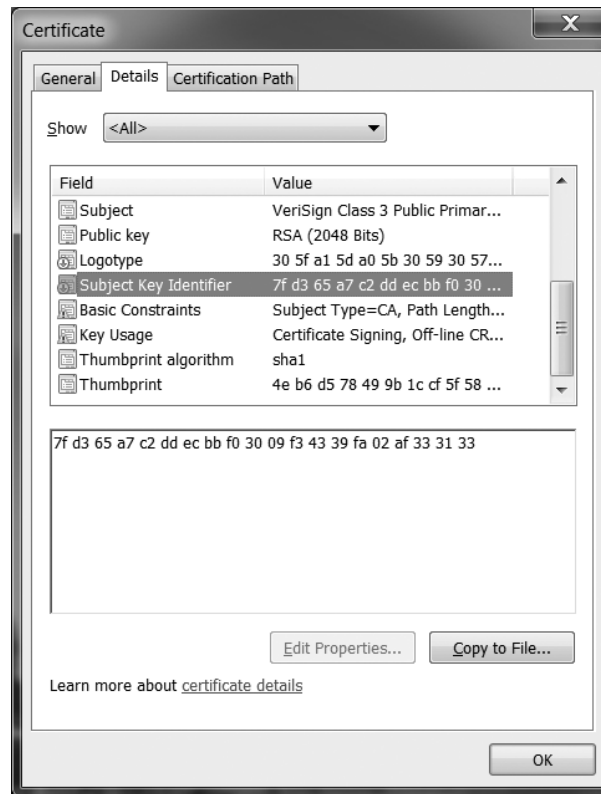 Certificate
X
General Details Certification Path
Show <All>
Field Value
Subject VeriSign Class 3 Public Primar...
Public key RSA (2048 Bits)
Logotype 30 5f a1 5d a0 5b 30 59 30 57...
Subject Key Identifier 7f d3 65 a7 c2 dd ec bb f0 30 ...
Basic Constraints Subject Type=CA, Path Length...
Key Usage Certificate Signing, Off-line CR...
Thumbprint algorithm sha1
Thumbprint 4e b6 d5 78 49 9b 1c cf 5f 58 ...
7f d3 65 a7 c2 dd ec bb f0 30 09 f3 43 39 fa 02 af 33 31 33
Edit Properties... Copy to File...
Learn more about certificate details
OK